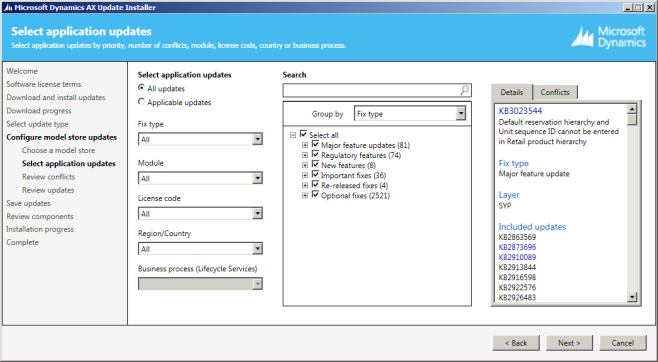 Microsoft Dynamics AX Update Installer
Select application updates
Select application updates by priority, number of conflicts, module, license code, country or business process.
Microsoft
Dynamics
Welcome
Software license terms
Download and install updates
Download progress
Select update type
Configure model store updates
Choose a model store
Select application updates
Review conflicts
Review updates
Save updates
Review components
Installation progress
Complete
Select application updates
All updates
Applicable updates
Fix type
All
Module
All
License code
All
Region/Country
All
Business process (Lifecycle Services)
Search
Group by
Fix type
Select all
Major feature updates (81)
Regulatory features (74)
New features (8)
Important fixes (36)
Re-released fixes (4)
Optional fixes (2521)
Details
Conflicts
KB3023544
Default reservation hierarchy and
Unit sequence ID cannot be entered
in Retail product hierarchy
Fix type
Major feature update
Layer
SYP
Included updates
KB2863569
KB2873696
KB2910089
KB2913844
KB2916598
KB2922576
KB2926483
< Back
Next >
Cancel